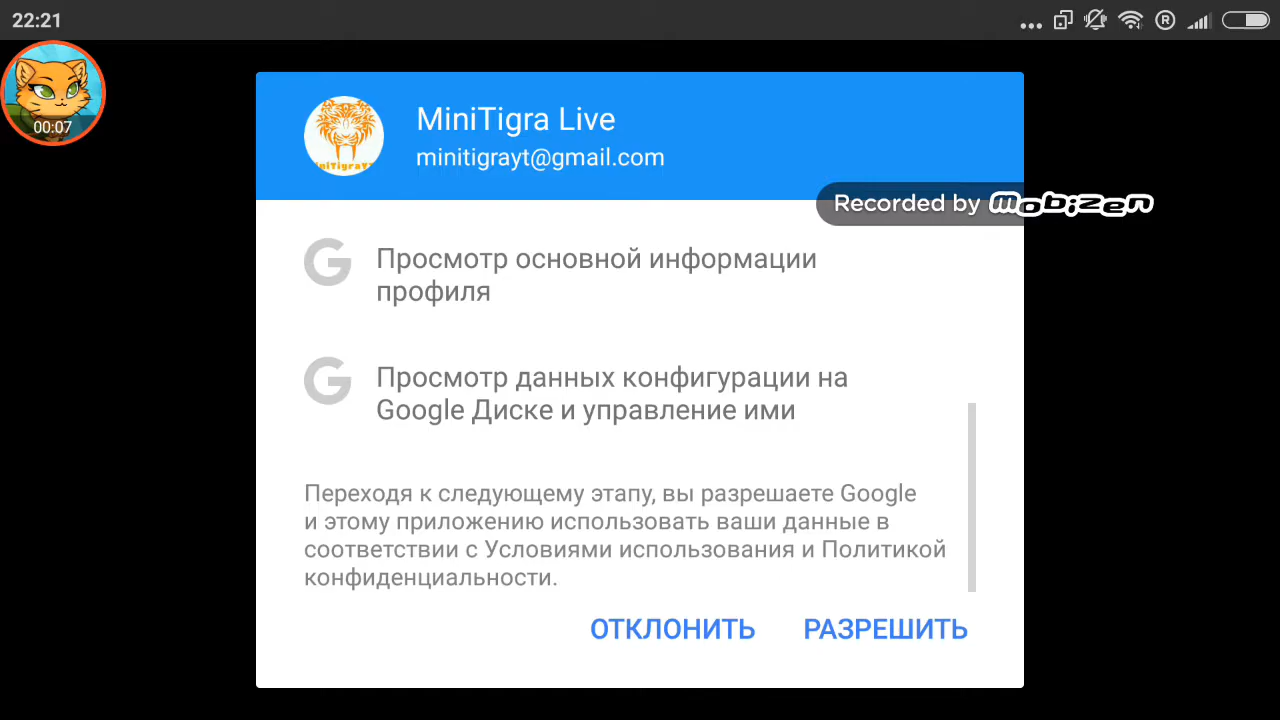 22:21
00:07
MiniTigra Live
minitigrayt@gmail.com
Recorded by Mobizen
Просмотр основной информации
профиля
Просмотр данных конфигурации на
Google Диске и управление ими
Переходя к следующему этапу, вы разрешаете Google
и этому приложению использовать ваши данные в
соответствии с Условиями использования и Политикой
конфиденциальности.
ОТКЛОНИТЬ
РАЗРЕШИТЬ